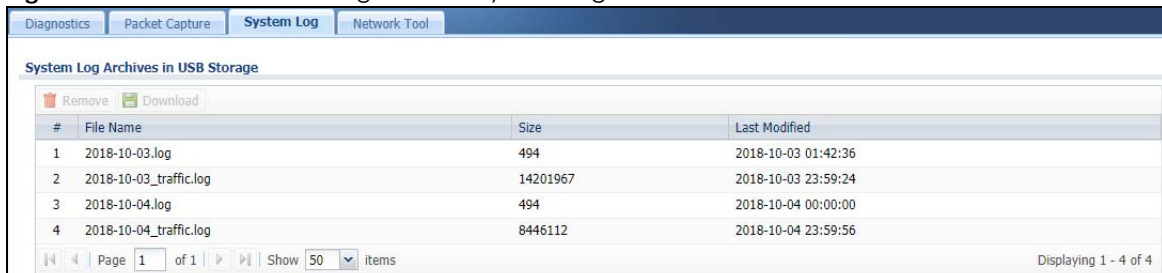 Diagnostics Packet Capture System Log Network Tool
System Log Archives in USB Storage
Remove Download
# File Name Size Last Modified
1 2018-10-03.log 494 2018-10-03 01:42:36
2 2018-10-03_traffic.log 14201967 2018-10-03 23:59:24
3 2018-10-04.log 494 2018-10-04 00:00:00
4 2018-10-04_traffic.log 8446112 2018-10-04 23:59:56
Page 1 of 1 Show 50 items Displaying 1 - 4 of 4